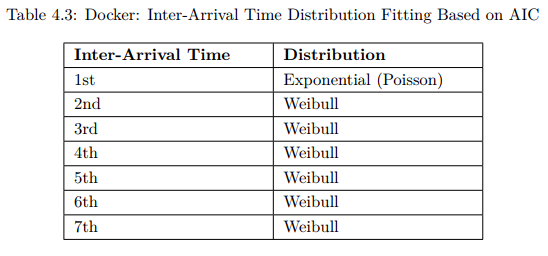 Table 4.3: Docker: Inter-Arrival Time Distribution Fitting Based on AIC
Inter-Arrival Time Distribution
1st Exponential (Poisson)
2nd Weibull
3rd Weibull
4th Weibull
5th Weibull
6th Weibull
7th Weibull